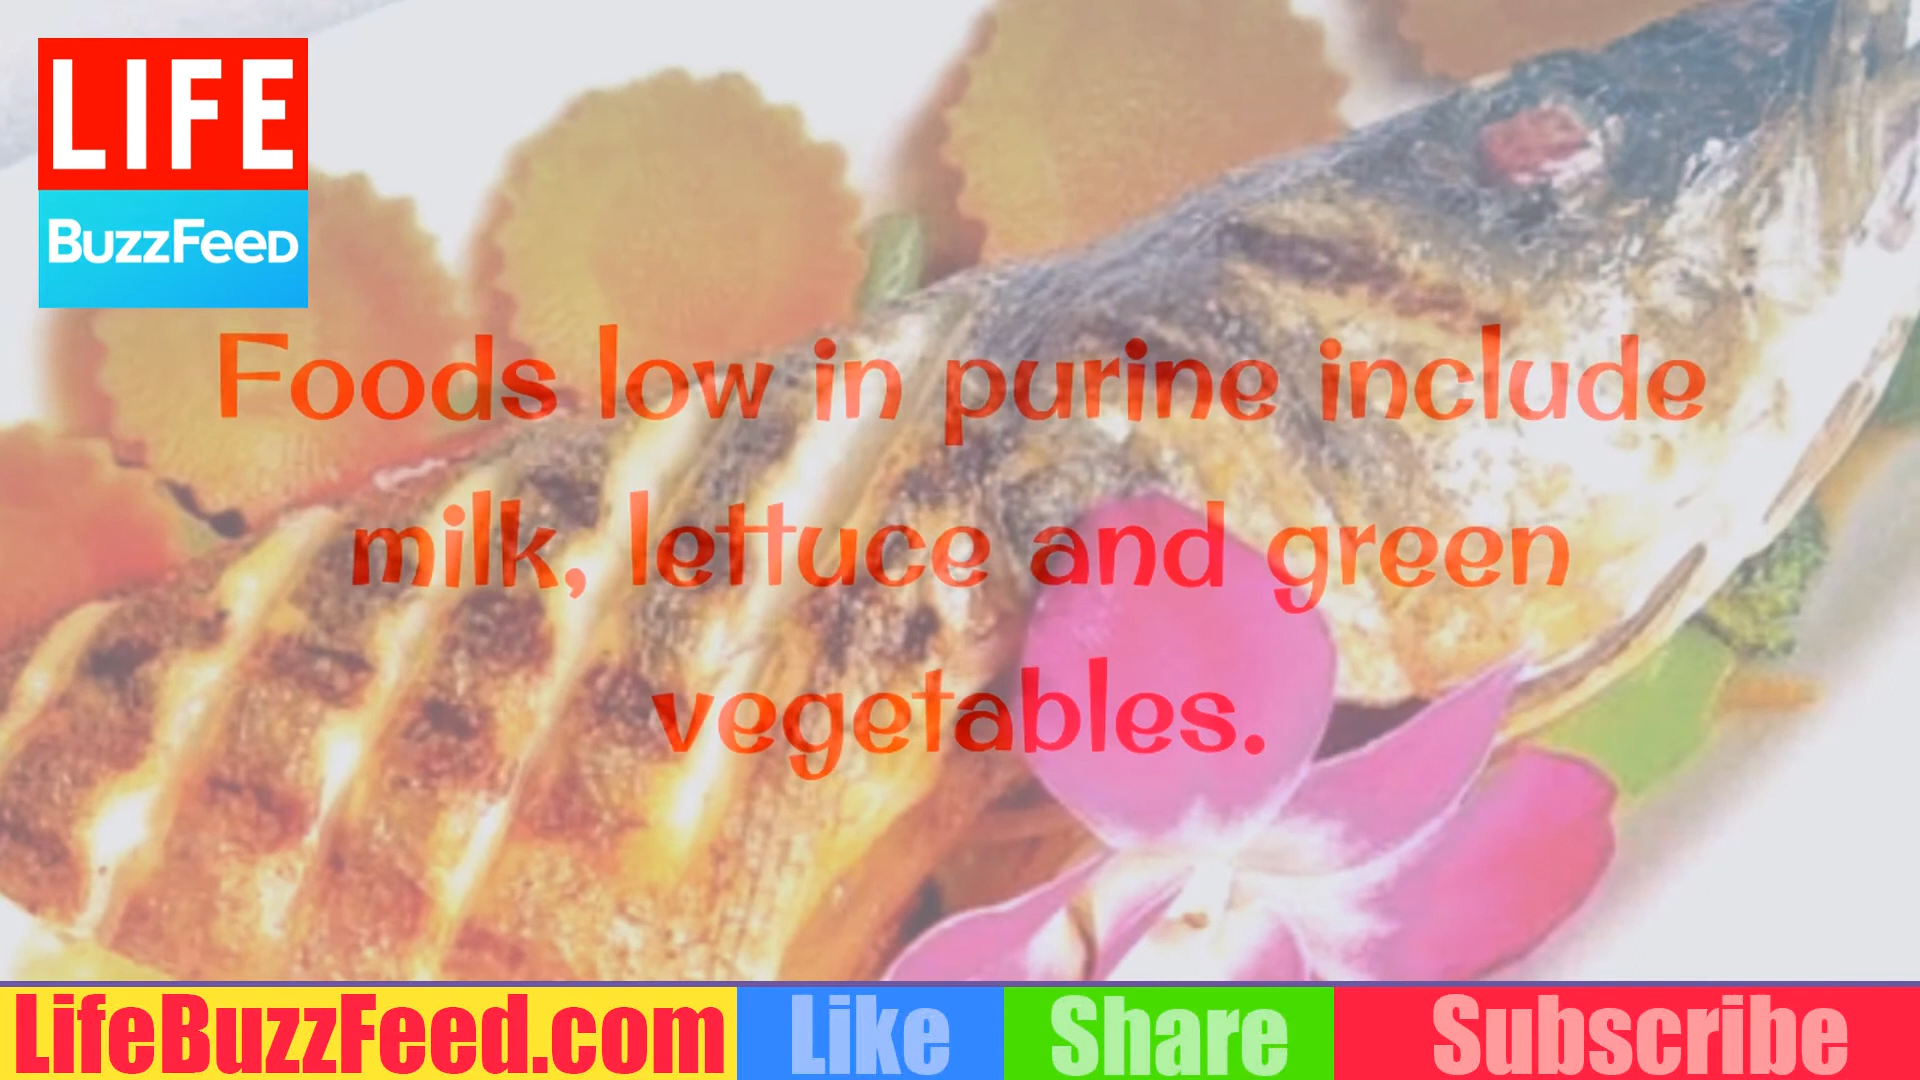 LIFE
BuzzFeed
Foods low in purine include
milk, lettuce and green
vegetables.
LifeBuzzFeed.com Like Share Subscribe